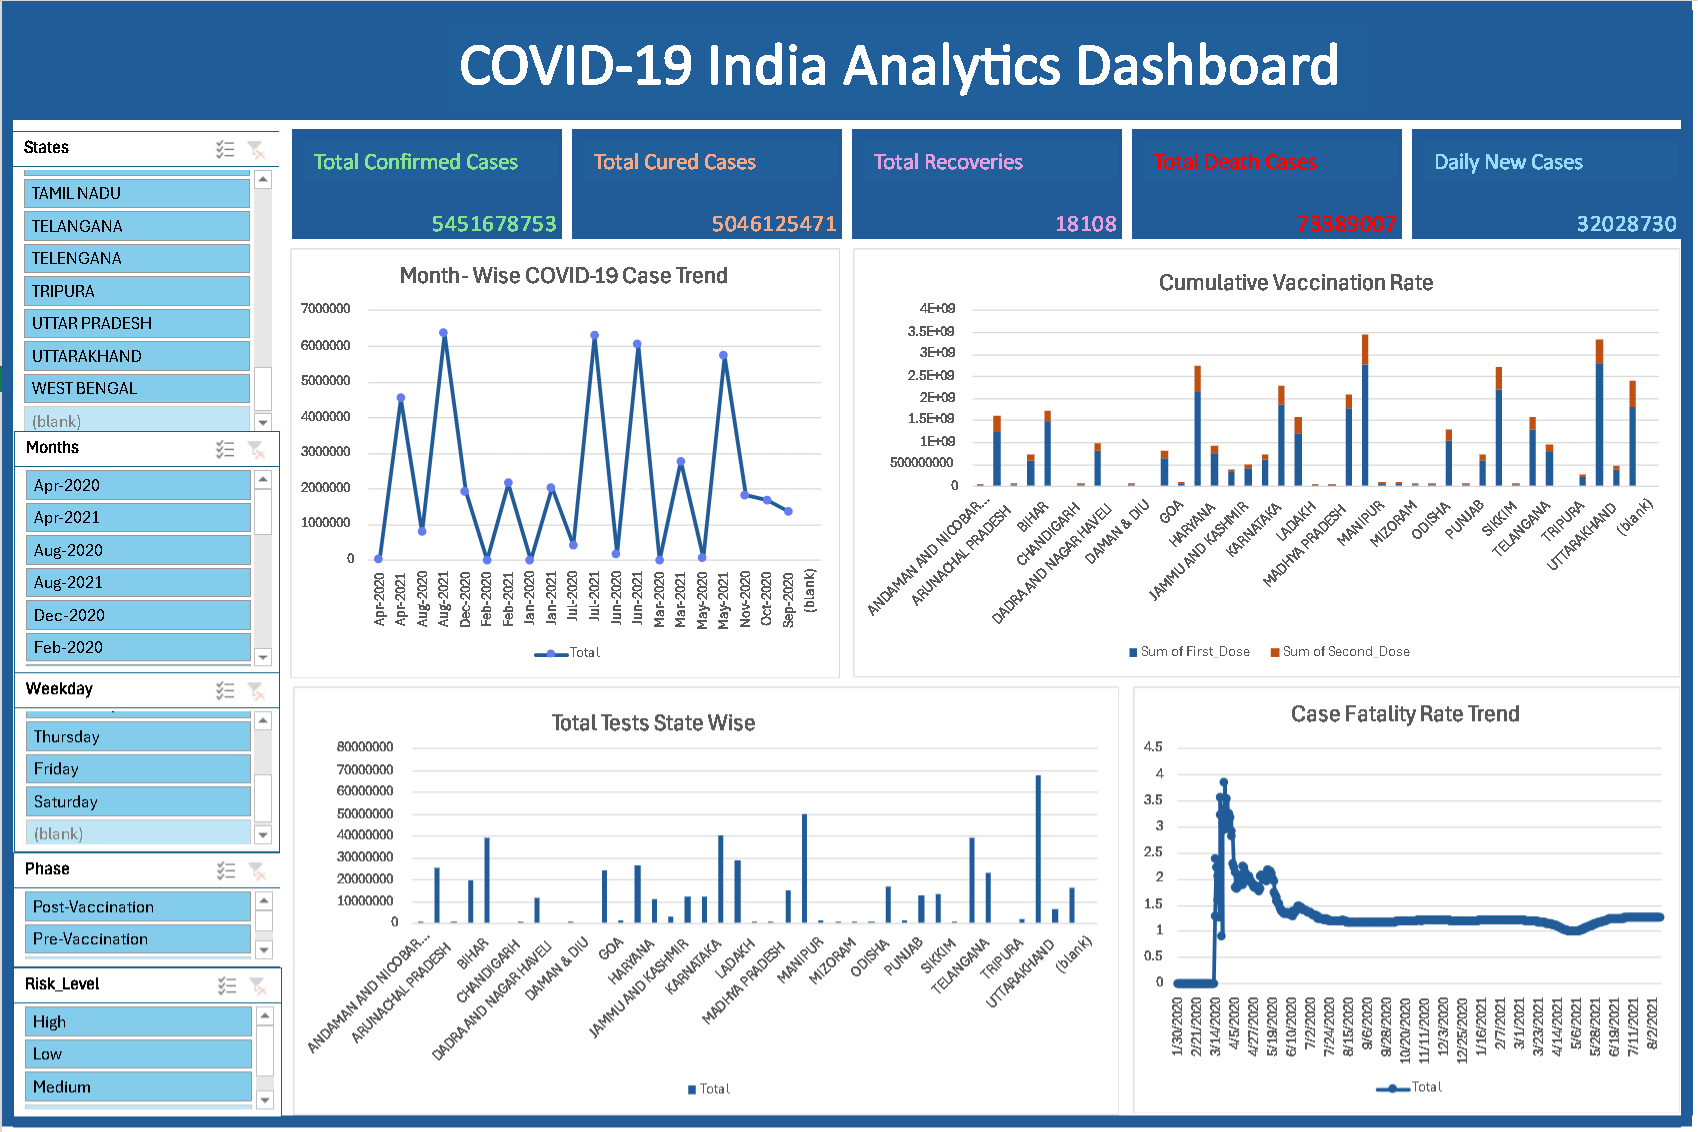 COVID-19 India Analytics Dashboard
States
TAMIL NADU
TELANGANA
TELENGANA
TRIPURA
UTTAR PRADESH
UTTARAKHAND
WEST BENGAL
(blank)
Months
Apr-2020
Apr-2021
Aug-2020
Aug-2021
Dec-2020
Feb-2020
Weekday
Thursday
Friday
Saturday
(blank)
Phase
Post-Vaccination
Pre-Vaccination
Risk_Level
High
Low
Medium
Total Confirmed Cases
5451678753
Total Cured Cases
5046125471
Total Recoveries
18108
Total Death Cases
73389007
Daily New Cases
32028730
Month- Wise COVID-19 Case Trend
7000000
6000000
5000000
4000000
3000000
2000000
1000000
0
Apr-2020
Apr-2021
Aug-2020
Aug-2021
Dec-2020
Feb-2020
Feb-2021
Jan-2020
Jan-2021
Jul-2020
Jul-2021
Jun-2020
Jun-2021
Mar-2020
Mar-2021
May-2020
May-2021
Nov-2020
Oct-2020
Sep-2020
(blank)
Total
Cumulative Vaccination Rate
4E+09
3.5E+09
3E+09
2.5E+09
2E+09
1.5E+09
1E+09
500000000
0
ANDAMAN AND NICOBAR...
ARUNACHAL PRADESH
BIHAR
CHANDIGARH
DADRA AND NAGAR HAVELI
DAMAN & DIU
GOA
HARYANA
JAMMU AND KASHMIR
KARNATAKA
LADAKH
MADHYA PRADESH
MANIPUR
MIZORAM
ODISHA
PUNJAB
SIKKIM
TELANGANA
TRIPURA
UTTARAKHAND
(blank)
Sum of First_Dose
Sum of Second_Dose
Total Tests State Wise
80000000
70000000
60000000
50000000
40000000
30000000
20000000
10000000
0
ANDAMAN AND NICOBAR...
ARUNACHAL PRADESH
BIHAR
CHANDIGARH
DADRA AND NAGAR HAVELI
DAMAN & DIU
GOA
HARYANA
JAMMU AND KASHMIR
KARNATAKA
LADAKH
MADHYA PRADESH
MANIPUR
MIZORAM
ODISHA
PUNJAB
SIKKIM
TELANGANA
TRIPURA
UTTARAKHAND
(blank)
Total
Case Fatality Rate Trend
4.5
4
3.5
3
2.5
2
1.5
1
0.5
0
1/30/2020
2/21/2020
3/14/2020
4/5/2020
4/27/2020
5/19/2020
6/10/2020
7/2/2020
7/24/2020
8/15/2020
9/6/2020
9/28/2020
10/20/2020
11/11/2020
12/3/2020
12/25/2020
1/16/2021
2/7/2021
3/1/2021
3/23/2021
4/14/2021
5/6/2021
5/28/2021
6/19/2021
7/11/2021
8/2/2021
Total